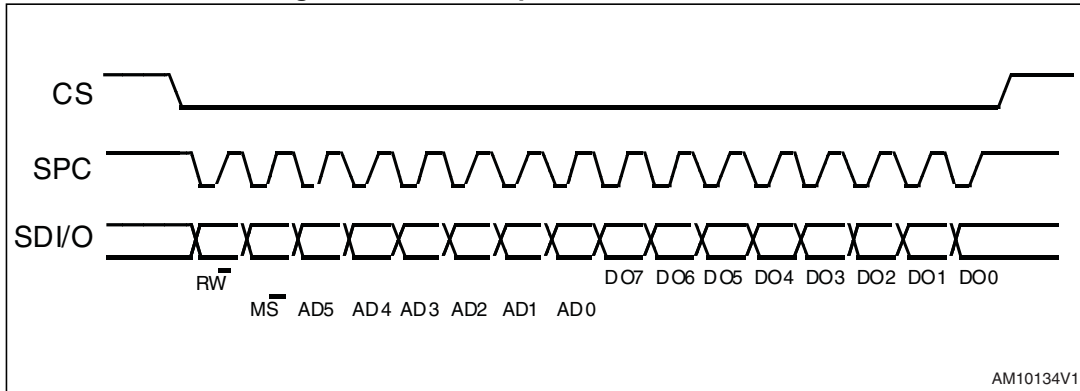 CS
SPC
SDI/O
RW DO7 DO6 DO5 DO4 DO3 DO2 DO1 DO0
MS AD5 AD4 AD3 AD2 AD1 AD0
AM10134V1